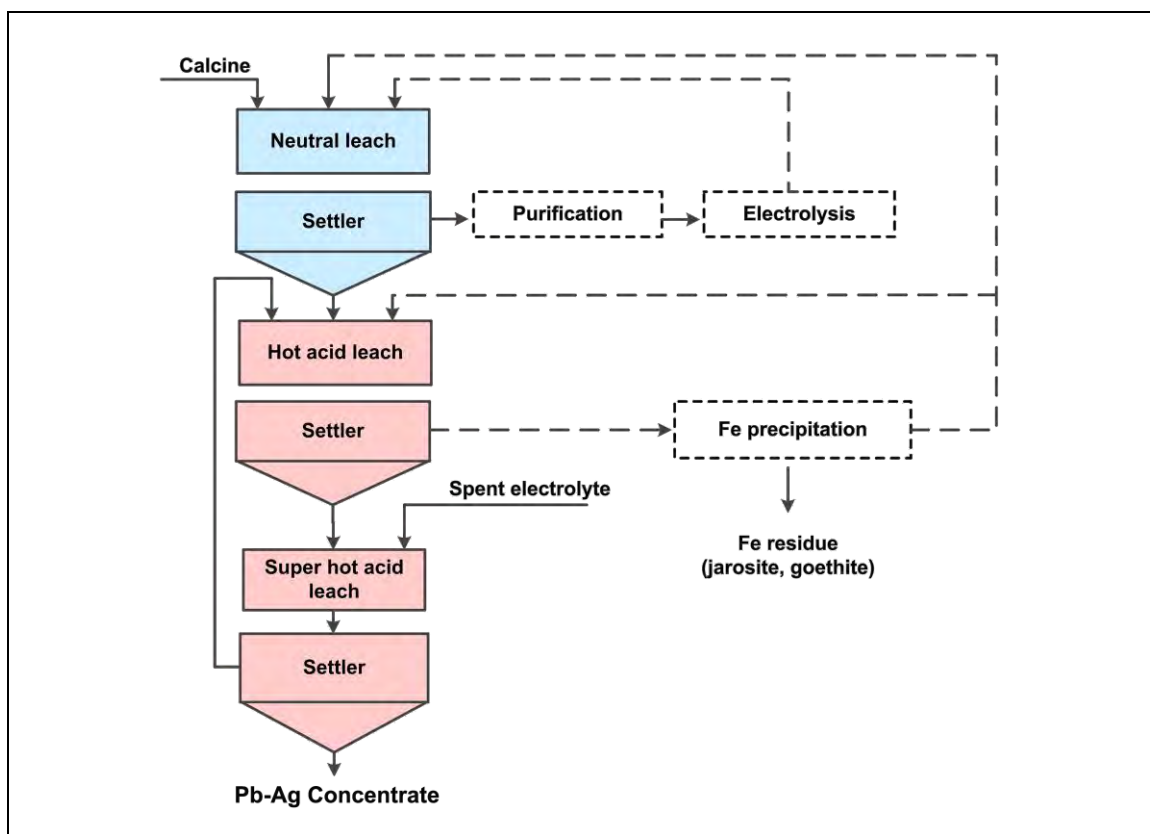 Calcine
Neutral leach
Settler
Purification
Electrolysis
Hot acid leach
Settler
Fe precipitation
Spent electrolyte
Fe residue
(jarosite, goethite)
Super hot acid
leach
Settler
Pb-Ag Concentrate